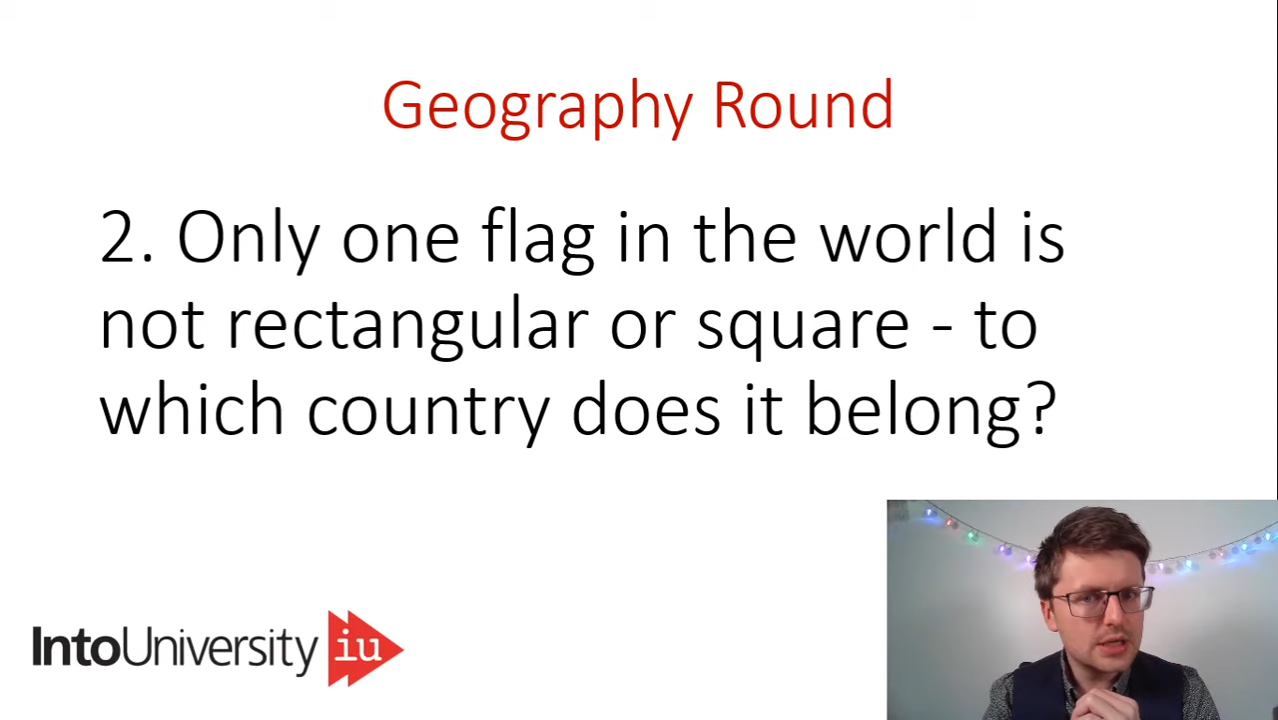 Geography Round
2. Only one flag in the world is
not rectangular or square - to
which country does it belong?
IntoUniversity iu